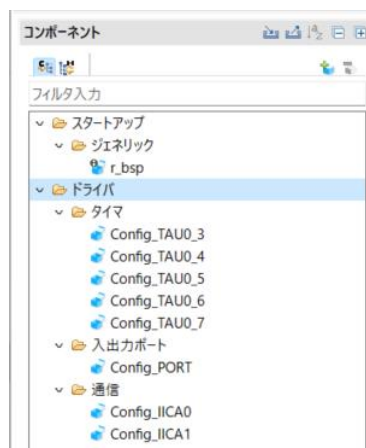 コンポーネント
フィルタ入力
スタートアップ
ジェネリック
r_bsp
ドライバ
タイマ
Config_TAU0_3
Config_TAU0_4
Config_TAU0_5
Config_TAU0_6
Config_TAU0_7
入出力ポート
Config_PORT
通信
Config_IICA0
Config_IICA1